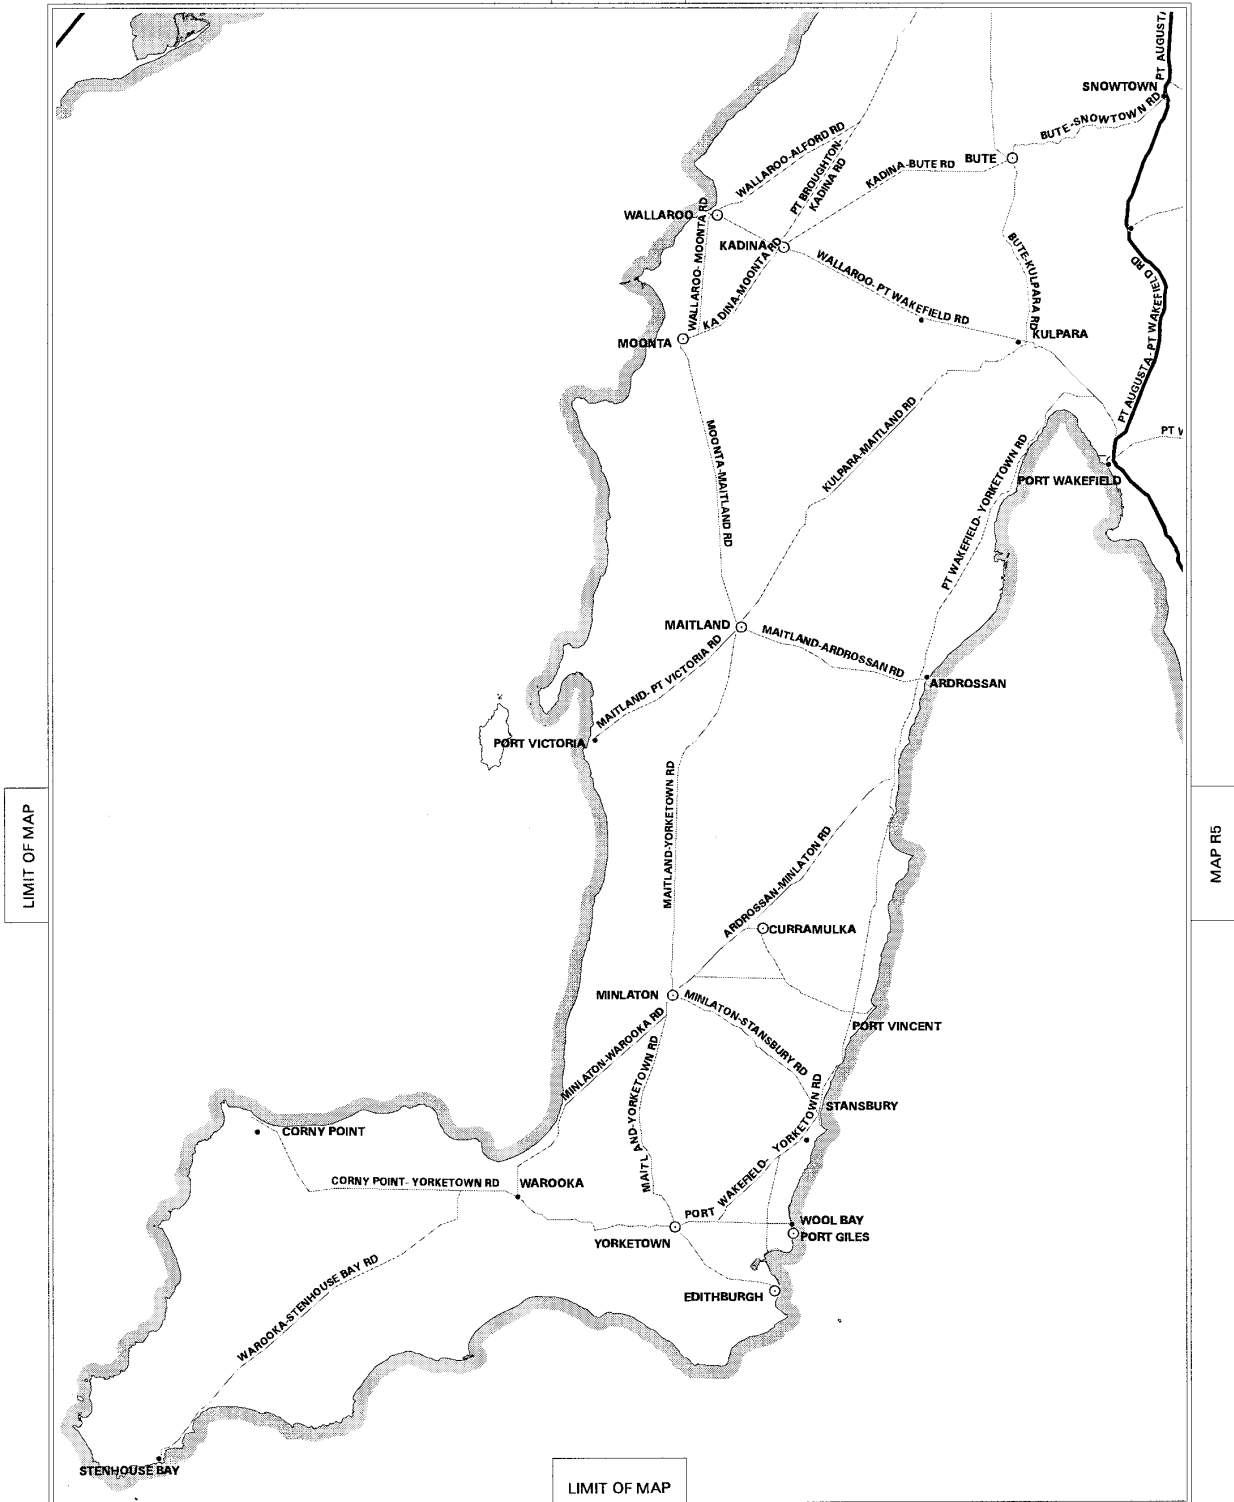 PT AUGUST
SNOWTOWN
BUTE-SNOWTOWN RD
WALLAROO-ALFORD RD
PT BROUGHTON-
KADINA RD
KADINA-BUTE RD
BUTE
WALLAROO
WALLAROO-MOONTA RD
KADINA
KADINA-MOONTA RD
WALLAROO-PT WAKEFIELD RD
BUTE-KULPARA RD
KULPARA
PT AUGUSTA-PT WAKEFIELD RD
MOONTA
MOONTA-MAITLAND RD
KULPARA-MAITLAND RD
PT WAKEFIELD-YORKETOWN RD
PT W
PORT WAKEFIELD
MAITLAND
MAITLAND-ARDROSSAN RD
MAITLAND-PT VICTORIA RD
ARDROSSAN
PORT VICTORIA
MAITLAND-YORKETOWN RD
LIMIT OF MAP
MAP R5
ARDROSSAN-MINLATON RD
CURRAMULKA
MINLATON
MINLATON-STANSBURY RD
PORT VINCENT
MINLATON-WAROOKA RD
MAITLAND-YORKETOWN RD
STANSBURY
CORNY POINT
CORNY POINT-YORKETOWN RD
WAROOKA
PORT WAKEFIELD-YORKETOWN RD
WOOL BAY
PORT GILES
YORKETOWN
EDITHBURGH
WAROOKA-STENHOUSE BAY RD
STENHOUSE BAY
LIMIT OF MAP